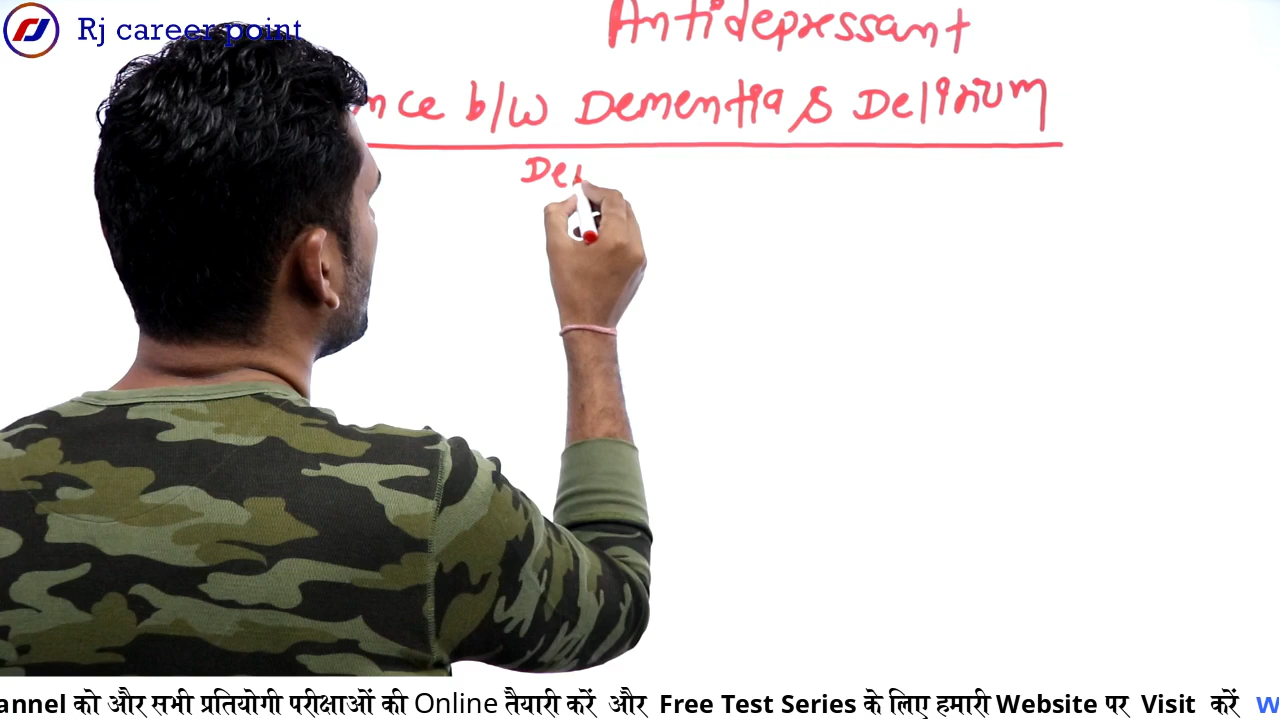 Rj career point
Antidepressant
nce b/w Dementia & Delirium
De
annel को और सभी प्रतियोगी परीक्षाओं की Online तैयारी करें और Free Test Series के लिए हमारी Website पर Visit करें w